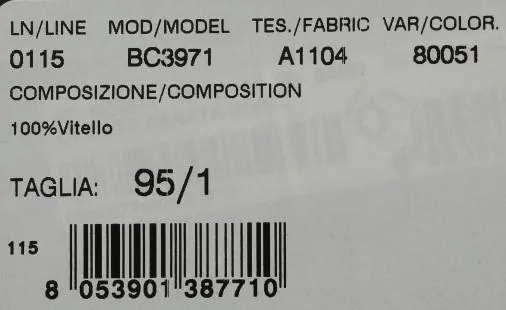 LN/LINE MOD/MODEL TES./FABRIC VAR/COLOR.
0115 BC3971 A1104 80051
COMPOSIZIONE/COMPOSITION
100%Vitello
TAGLIA: 95/1
115
8 053901 387710